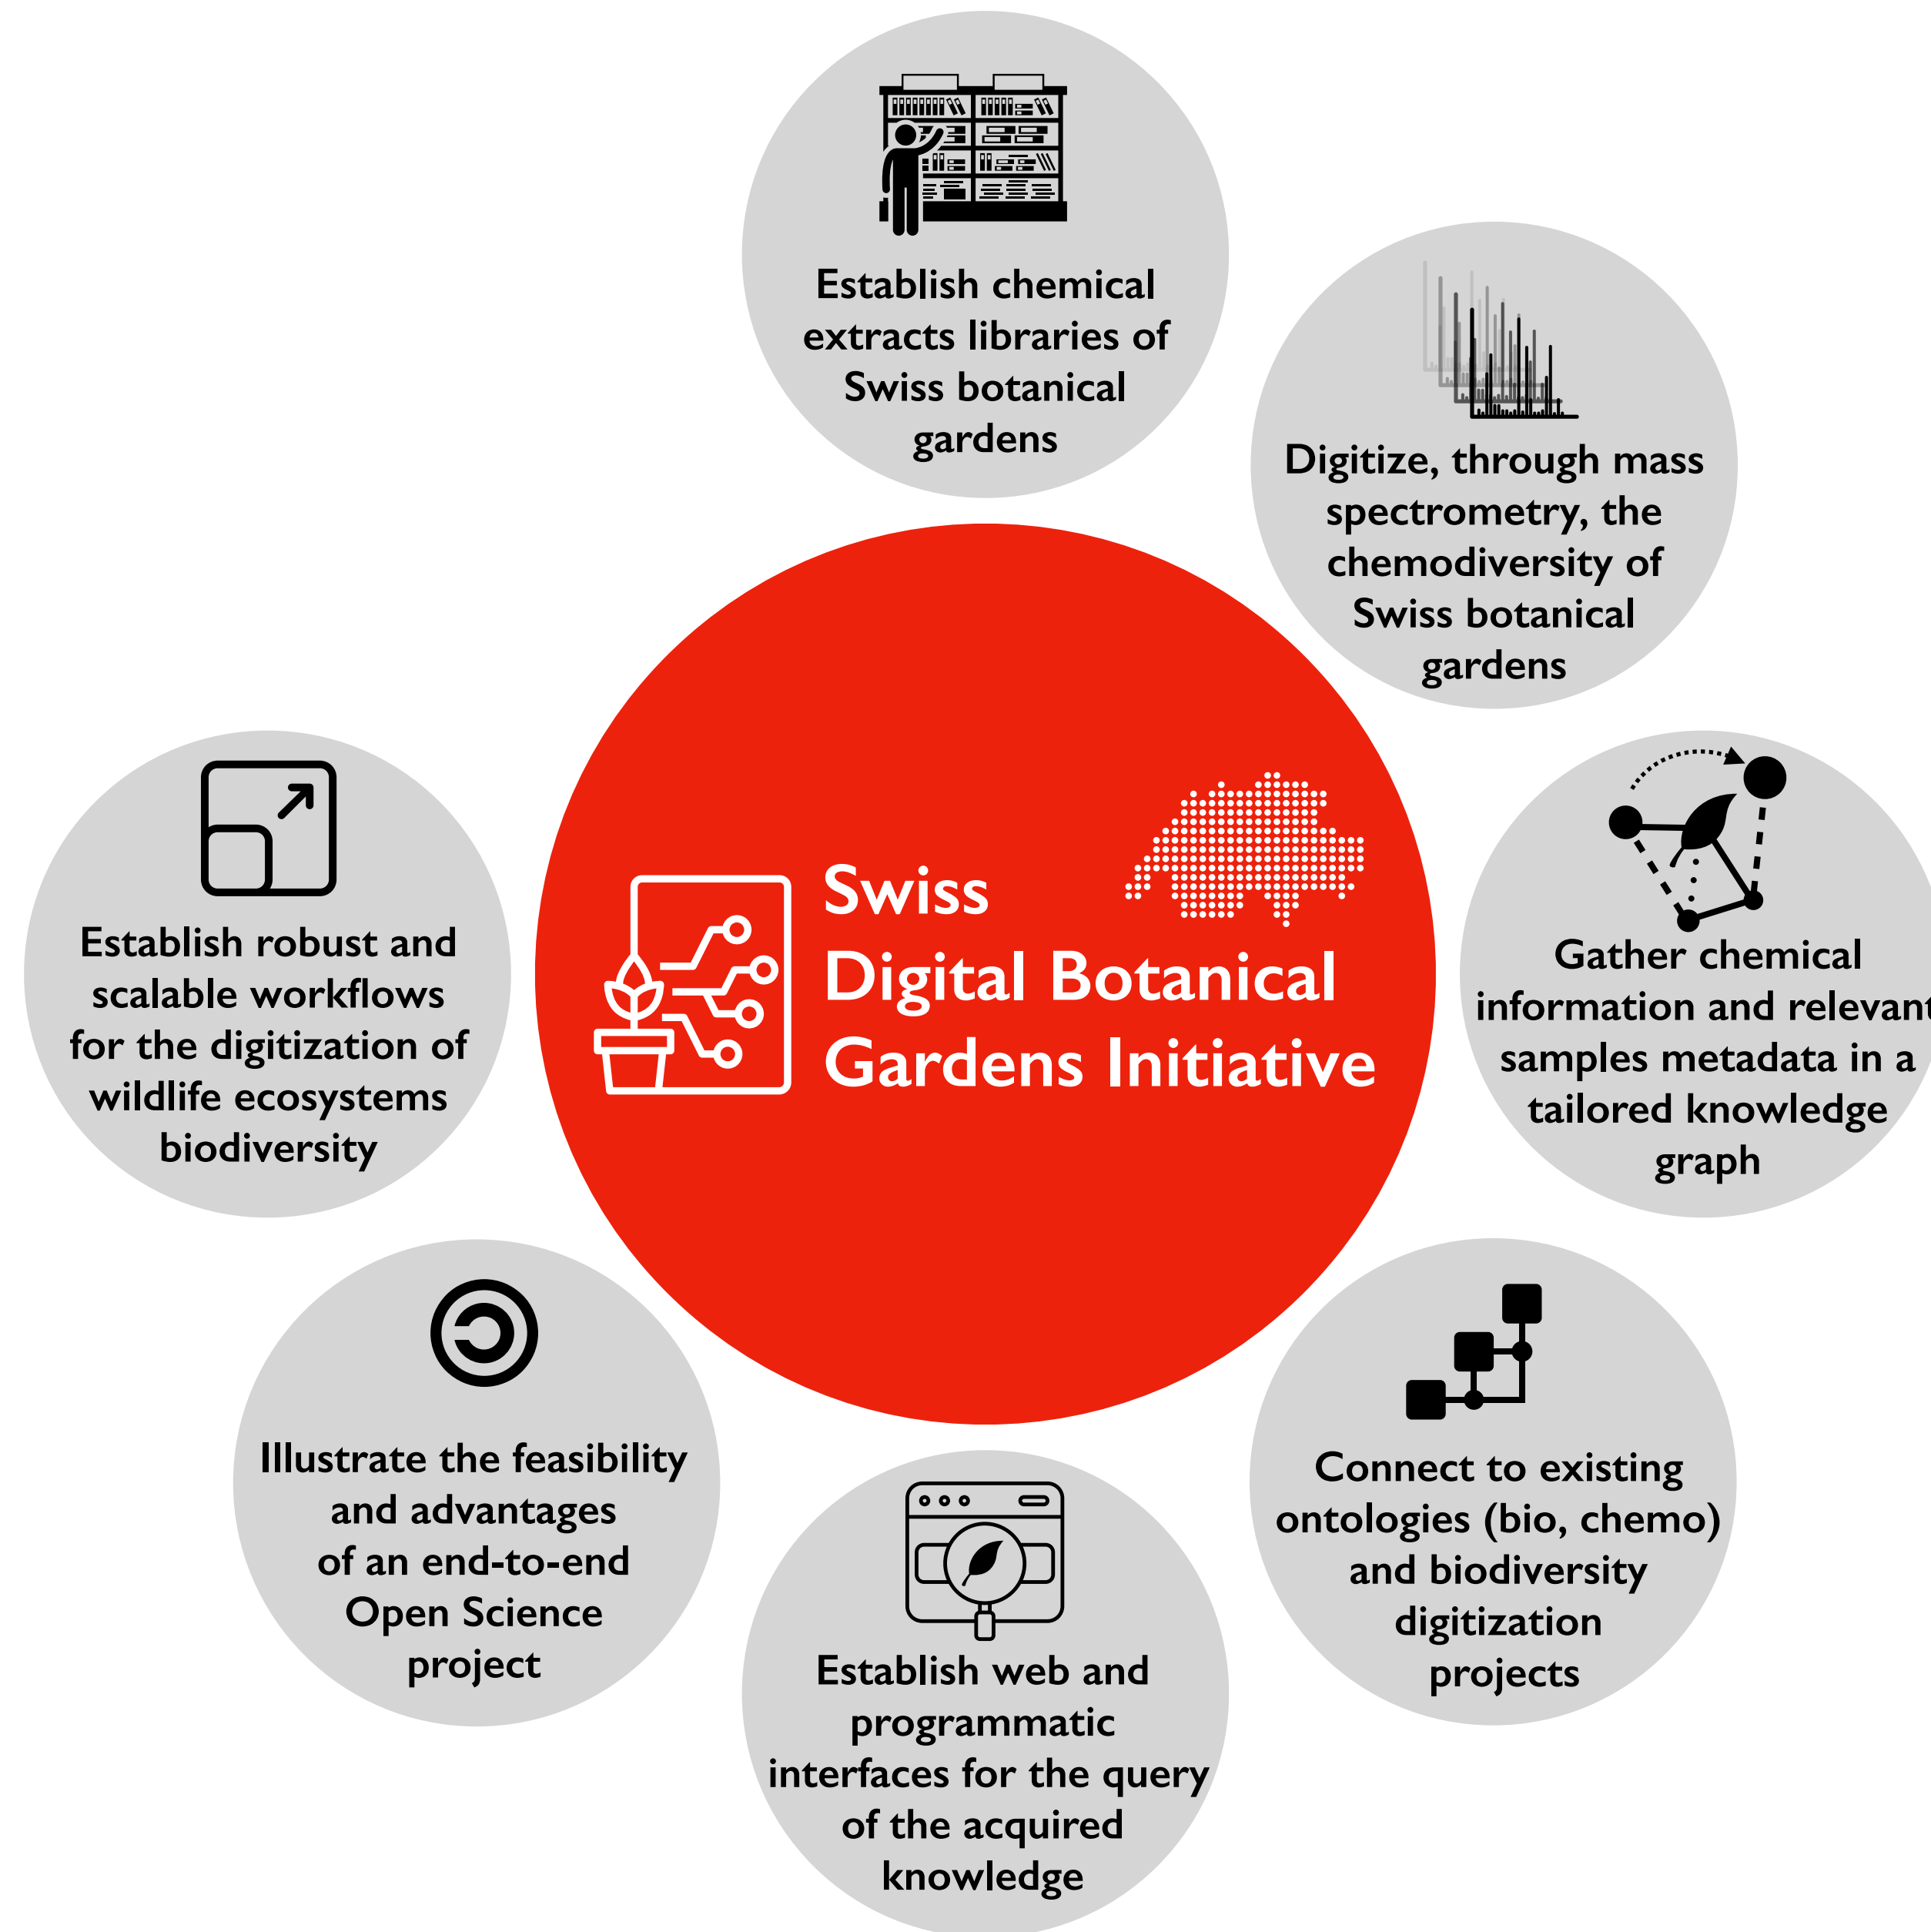 Establish chemical
extracts libraries of
Swiss botanical
gardens
Digitize, through mass
spectrometry, the
chemodiversity of
Swiss botanical
gardens
Gather chemical
information and relevant
samples metadata in a
tailored knowledge
graph
Connect to existing
ontologies (bio, chemo)
and biodiversity
digitization
projects
Establish web and
programmatic
interfaces for the query
of the acquired
knowledge
Illustrate the feasibility
and advantages
of an end-to-end
Open Science
project
Establish robust and
scalable workflows
for the digitization of
wildlife ecosystems
biodiversity
Swiss
Digital Botanical
Gardens Initiative